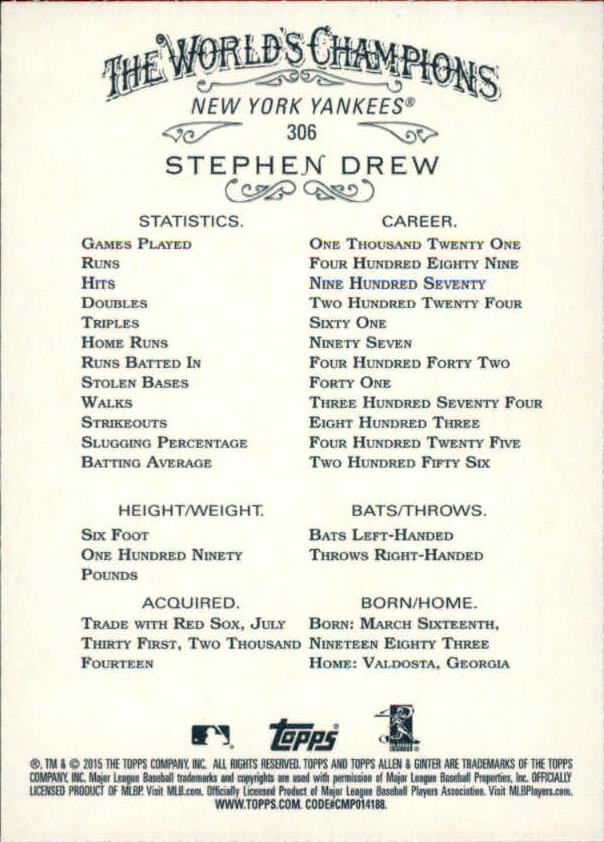 THE WORLD'S CHAMPIONS
NEW YORK YANKEES®
306
STEPHEN DREW
STATISTICS. CAREER.
GAMES PLAYED ONE THOUSAND TWENTY ONE
RUNS FOUR HUNDRED EIGHTY NINE
HITS NINE HUNDRED SEVENTY
DOUBLES TWO HUNDRED TWENTY FOUR
TRIPLES SIXTY ONE
HOME RUNS NINETY SEVEN
RUNS BATTED IN FOUR HUNDRED FORTY TWO
STOLEN BASES FORTY ONE
WALKS THREE HUNDRED SEVENTY FOUR
STRIKEOUTS EIGHT HUNDRED THREE
SLUGGING PERCENTAGE FOUR HUNDRED TWENTY FIVE
BATTING AVERAGE TWO HUNDRED FIFTY SIX
HEIGHT/WEIGHT.
SIX FOOT
ONE HUNDRED NINETY
POUNDS
BATS/THROWS.
BATS LEFT-HANDED
THROWS RIGHT-HANDED
ACQUIRED.
TRADE WITH RED SOX, JULY
THIRTY FIRST, TWO THOUSAND
FOURTEEN
BORN/HOME.
BORN: MARCH SIXTEENTH,
NINETEEN EIGHTY THREE
HOME: VALDOSTA, GEORGIA
topps®
®, TM & © 2015 THE TOPPS COMPANY, INC. ALL RIGHTS RESERVED. TOPPS AND TOPPS ALLEN & GINTER ARE TRADEMARKS OF THE TOPPS
COMPANY, INC. Major League Baseball trademarks and copyrights are used with permission of Major League Baseball Properties, Inc. OFFICIALLY
LICENSED PRODUCT OF MLBP. Visit MLB.com. Officially Licensed Product of Major League Baseball Players Association. Visit MLBPlayers.com.
WWW.TOPPS.COM. CODE#CMP014188.